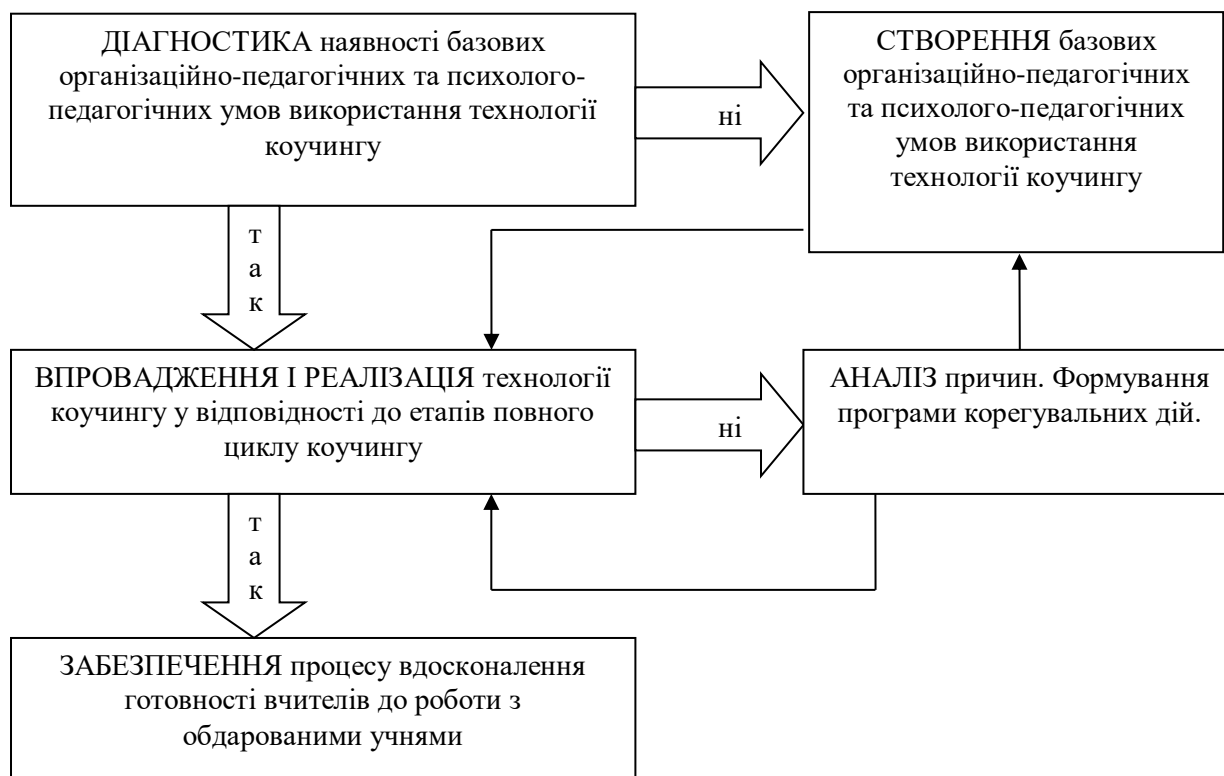 ДІАГНОСТИКА наявності базових
організаційно-педагогічних та психолого-
педагогічних умов використання технології
коучингу
ні
СТВОРЕННЯ базових
організаційно-педагогічних
та психолого-педагогічних
умов використання
технології коучингу
т
а
к
ВПРОВАДЖЕННЯ І РЕАЛІЗАЦІЯ технології
коучингу у відповідності до етапів повного
циклу коучингу
ні
АНАЛІЗ причин. Формування
програми корегувальних дій.
т
а
к
ЗАБЕЗПЕЧЕННЯ процесу вдосконалення
готовності вчителів до роботи з
обдарованими учнями